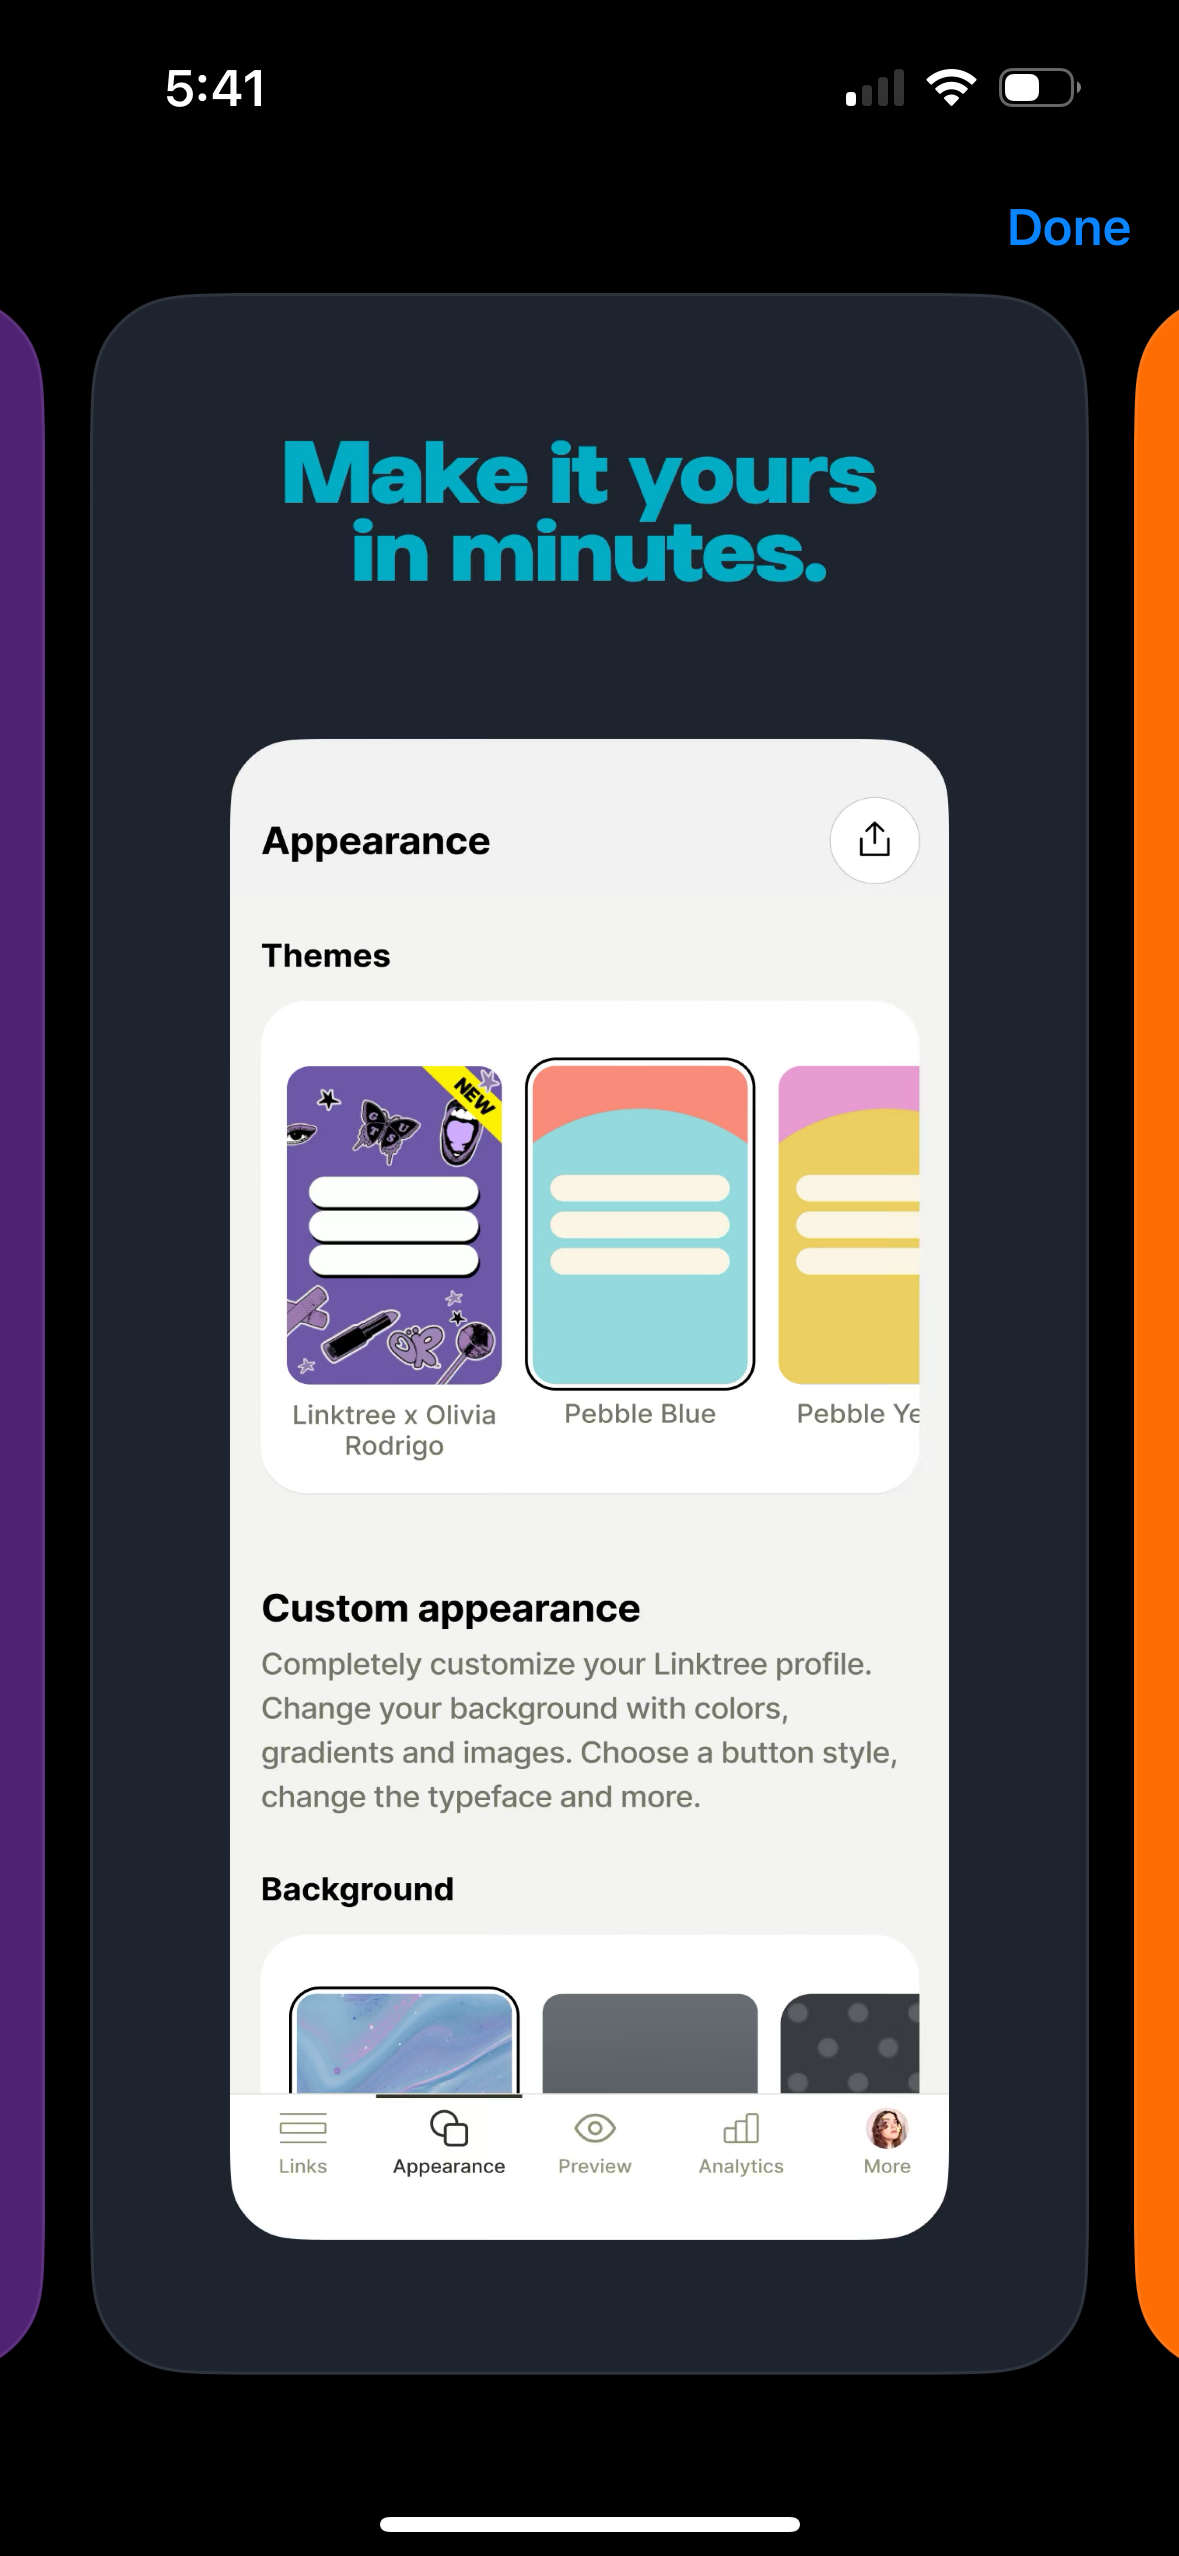 5:41
Done
Make it yours
in minutes.
Appearance
Themes
NEW
GUTS
OR
Linktree x Olivia
Rodrigo
Pebble Blue
Pebble Ye
Custom appearance
Completely customize your Linktree profile.
Change your background with colors,
gradients and images. Choose a button style,
change the typeface and more.
Background
Links
Appearance
Preview
Analytics
More